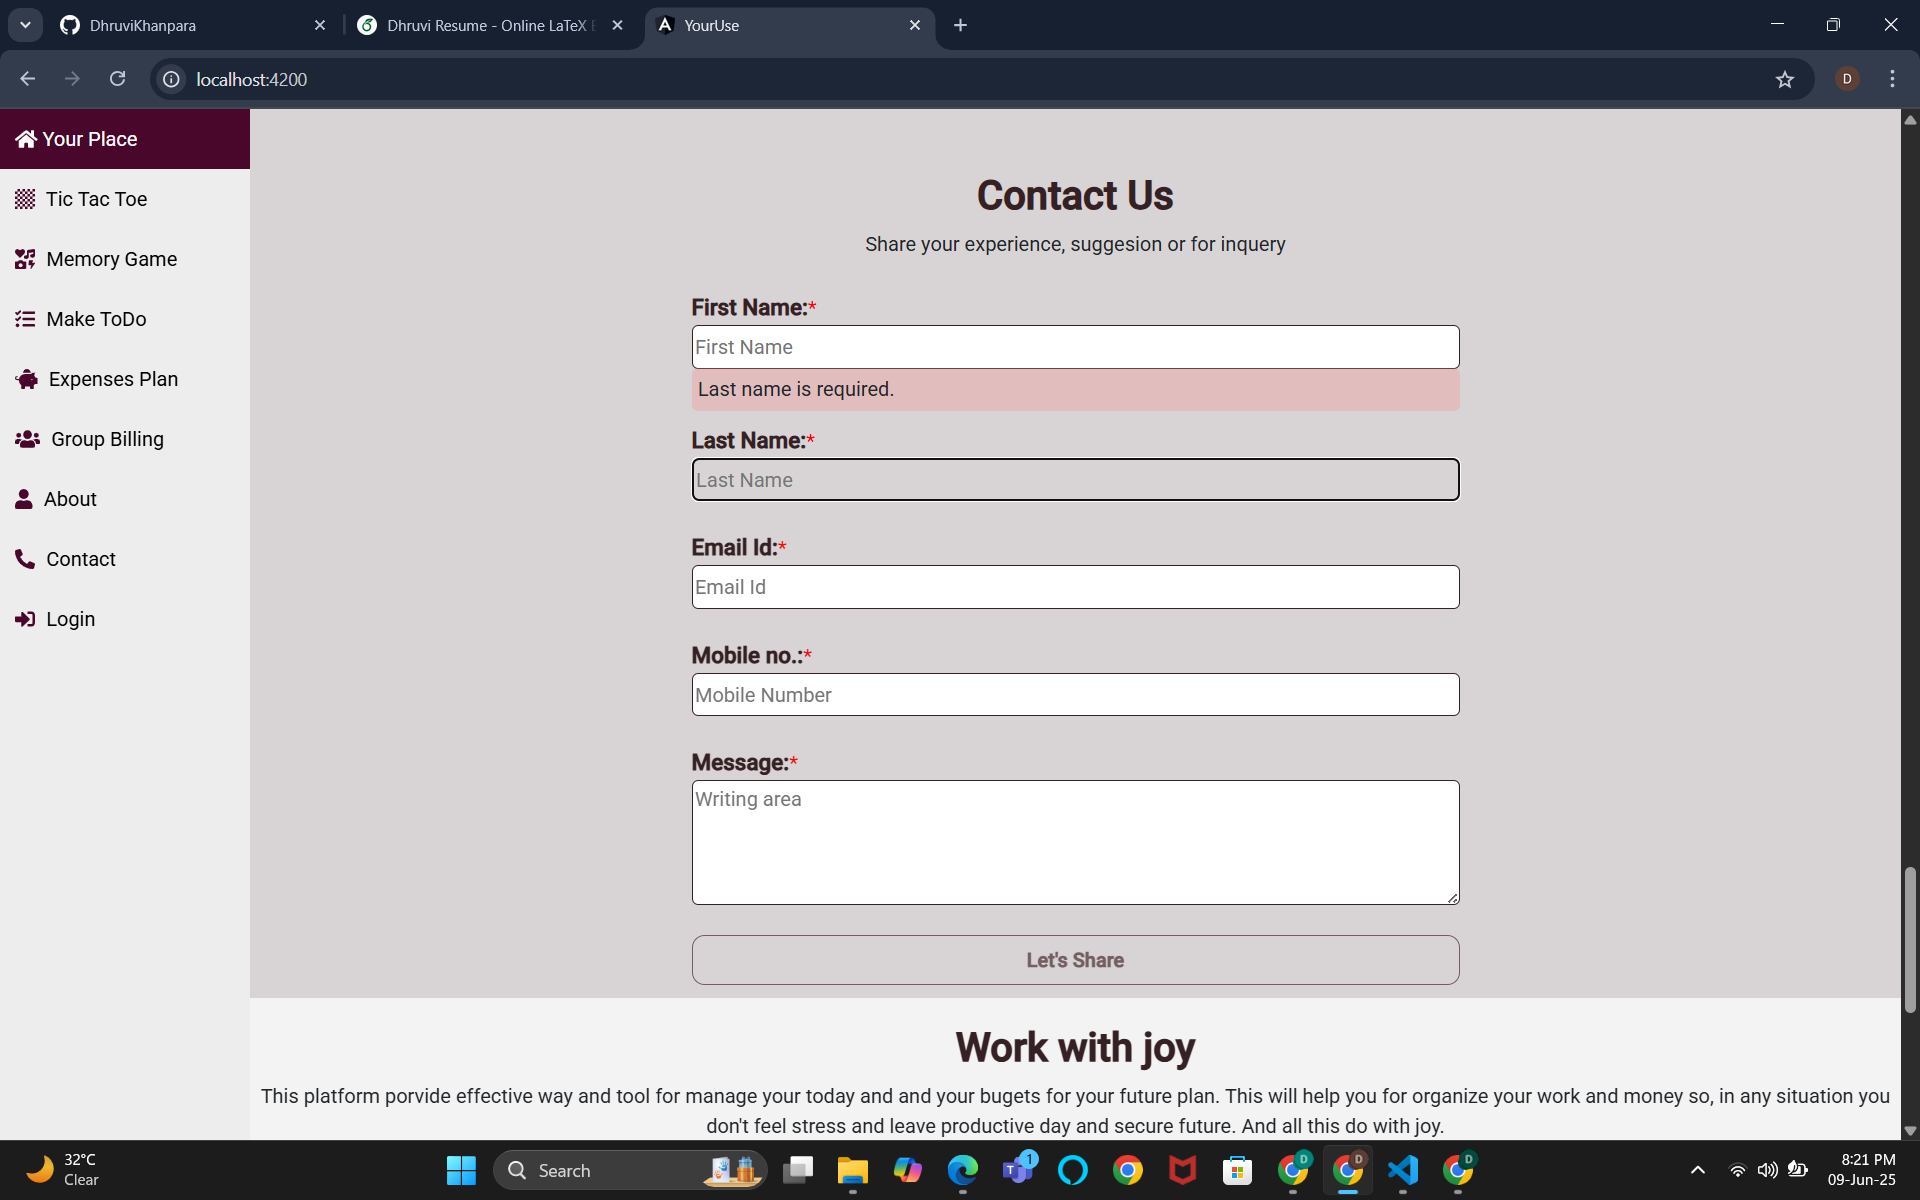 DhruviKhanpara
Dhruvi Resume - Online LaTeX E
YourUse
localhost:4200
D
Your Place
Tic Tac Toe
Memory Game
Make ToDo
Expenses Plan
Group Billing
About
Contact
Login
Contact Us
Share your experience, suggesion or for inquery
First Name:*
First Name
Last name is required.
Last Name:*
Last Name
Email Id:*
Email Id
Mobile no.:*
Mobile Number
Message:*
Writing area
Let's Share
Work with joy
This platform porvide effective way and tool for manage your today and and your bugets for your future plan. This will help you for organize your work and money so, in any situation you
don't feel stress and leave productive day and secure future. And all this do with joy.
32°C
Clear
Search
1
D
D
D
8:21 PM
09-Jun-25